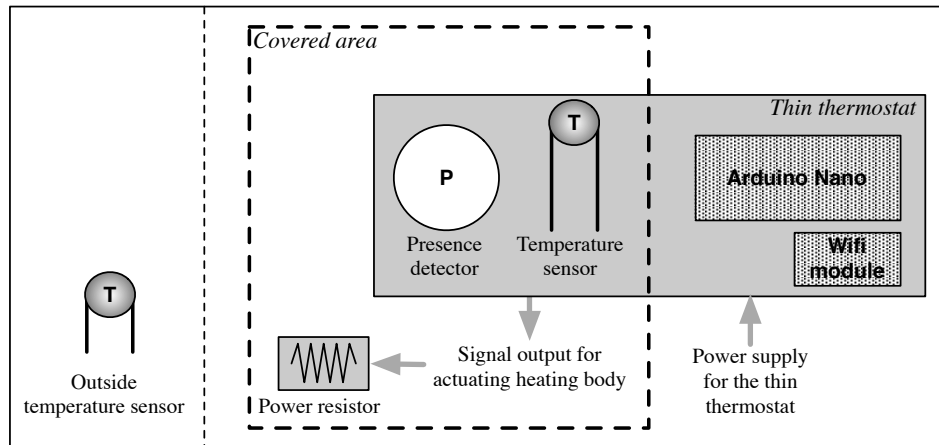 Covered area
Thin thermostat
T
P
Arduino Nano
Presence
detector
Temperature
sensor
Wifi
module
T
Outside
temperature sensor
Power resistor
Signal output for
actuating heating body
Power supply
for the thin
thermostat